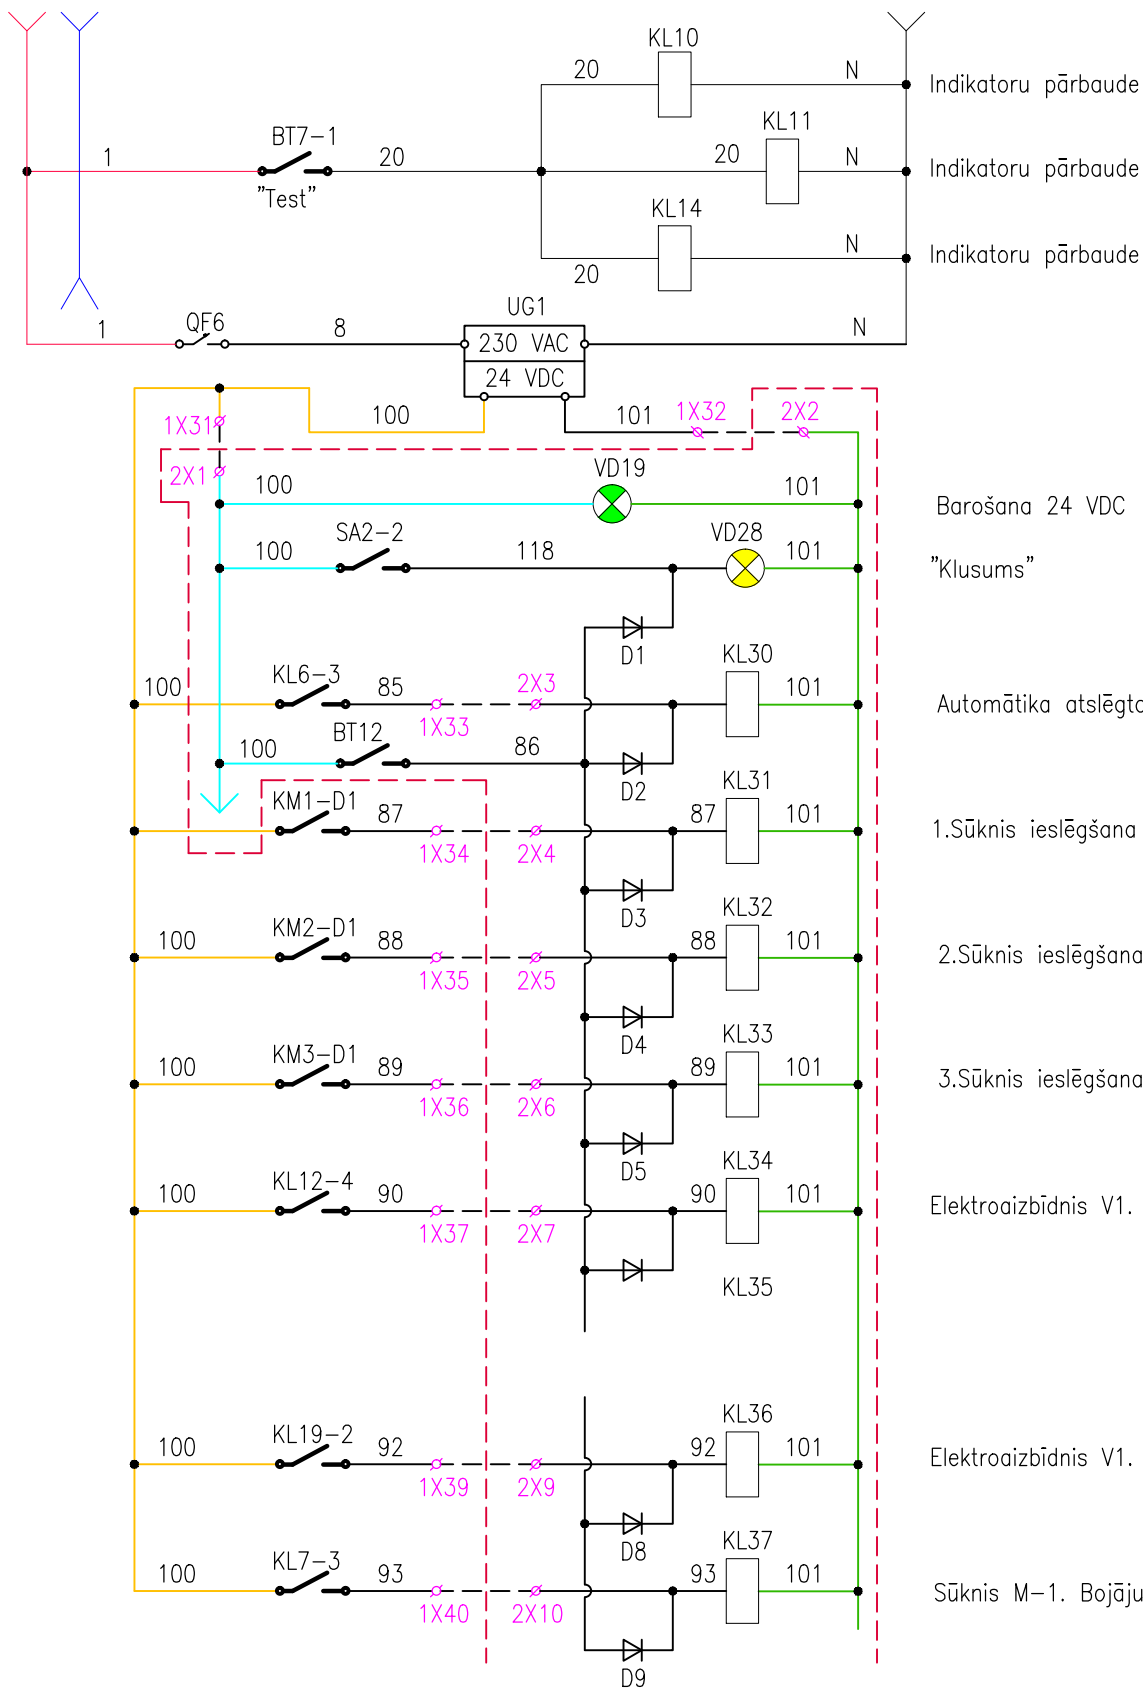 KL10
20 N Indikatoru pārbaude
KL11
BT7-1
1 20 20 N Indikatoru pārbaude
"Test"
KL14
N Indikatoru pārbaude
20
UG1
1 QF6 8 230 VAC N
24 VDC
1X31 100 101 1X32 2X2
2X1 100 VD19 101
Barošana 24 VDC
100 SA2-2 118 VD28 101
"Klusums"
D1
100 KL6-3 85 2X3 KL30 101
1X33 Automātika atslēgta
100 BT12 86
D2
KM1-D1 87 87 KL31 101
1X34 2X4 1.Sūknis ieslēgšana
D3
100 KM2-D1 88 88 KL32 101
1X35 2X5 2.Sūknis ieslēgšana
D4
100 KM3-D1 89 89 KL33 101
1X36 2X6 3.Sūknis ieslēgšana
D5
100 KL12-4 90 90 KL34 101
1X37 2X7 Elektroaizbīdnis V1.
KL35
100 KL19-2 92 92 KL36 101
1X39 2X9 Elektroaizbīdnis V1.
D8
100 KL7-3 93 93 KL37 101
1X40 2X10 Sūknis M-1. Bojāju
D9